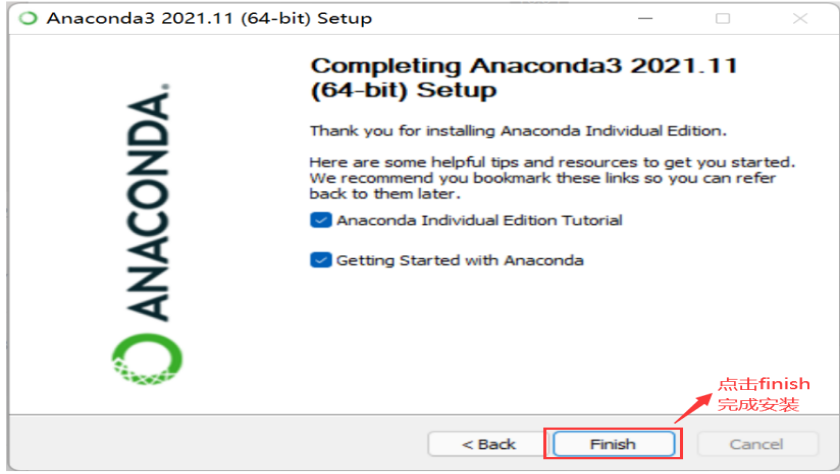 Anaconda3 2021.11 (64-bit) Setup
ANACONDA.
Completing Anaconda3 2021.11
(64-bit) Setup
Thank you for installing Anaconda Individual Edition.
Here are some helpful tips and resources to get you started.
We recommend you bookmark these links so you can refer
back to them later.
Anaconda Individual Edition Tutorial
Getting Started with Anaconda
点击finish
完成安装
< Back
Finish
Cancel